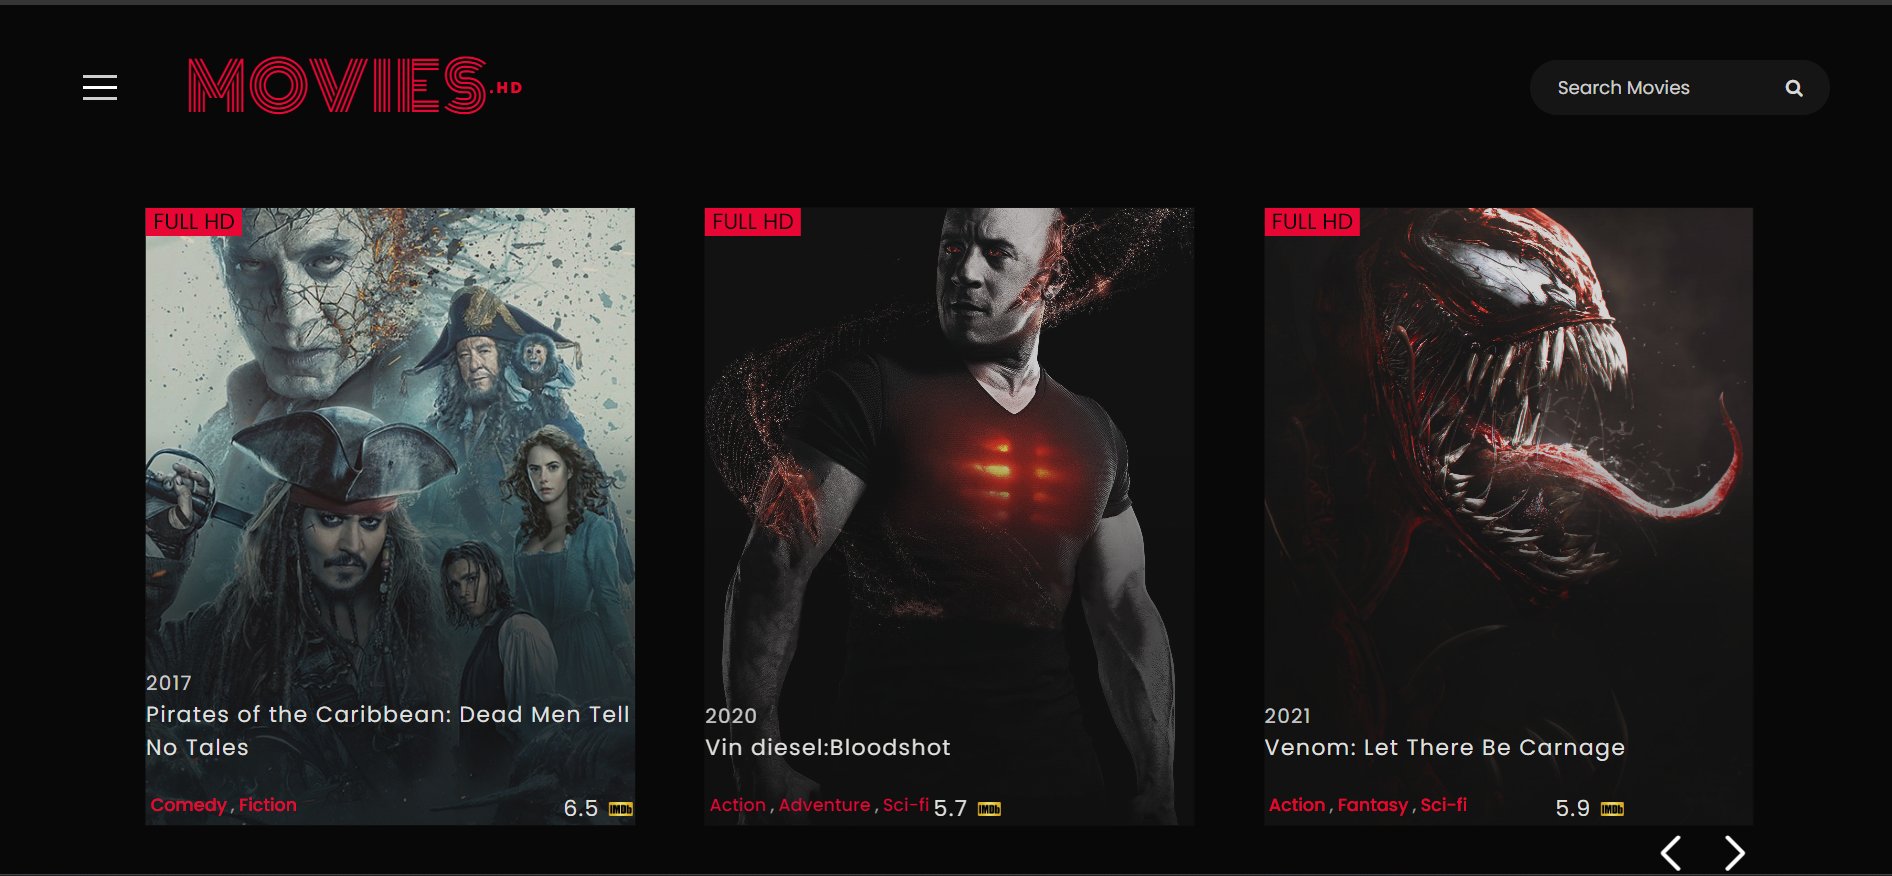 MOVIES.HD
Search Movies
FULL HD
2017
Pirates of the Caribbean: Dead Men Tell
No Tales
Comedy , Fiction
6.5 IMDb
FULL HD
2020
Vin diesel:Bloodshot
Action , Adventure , Sci-fi 5.7 IMDb
FULL HD
2021
Venom: Let There Be Carnage
Action , Fantasy , Sci-fi
5.9 IMDb